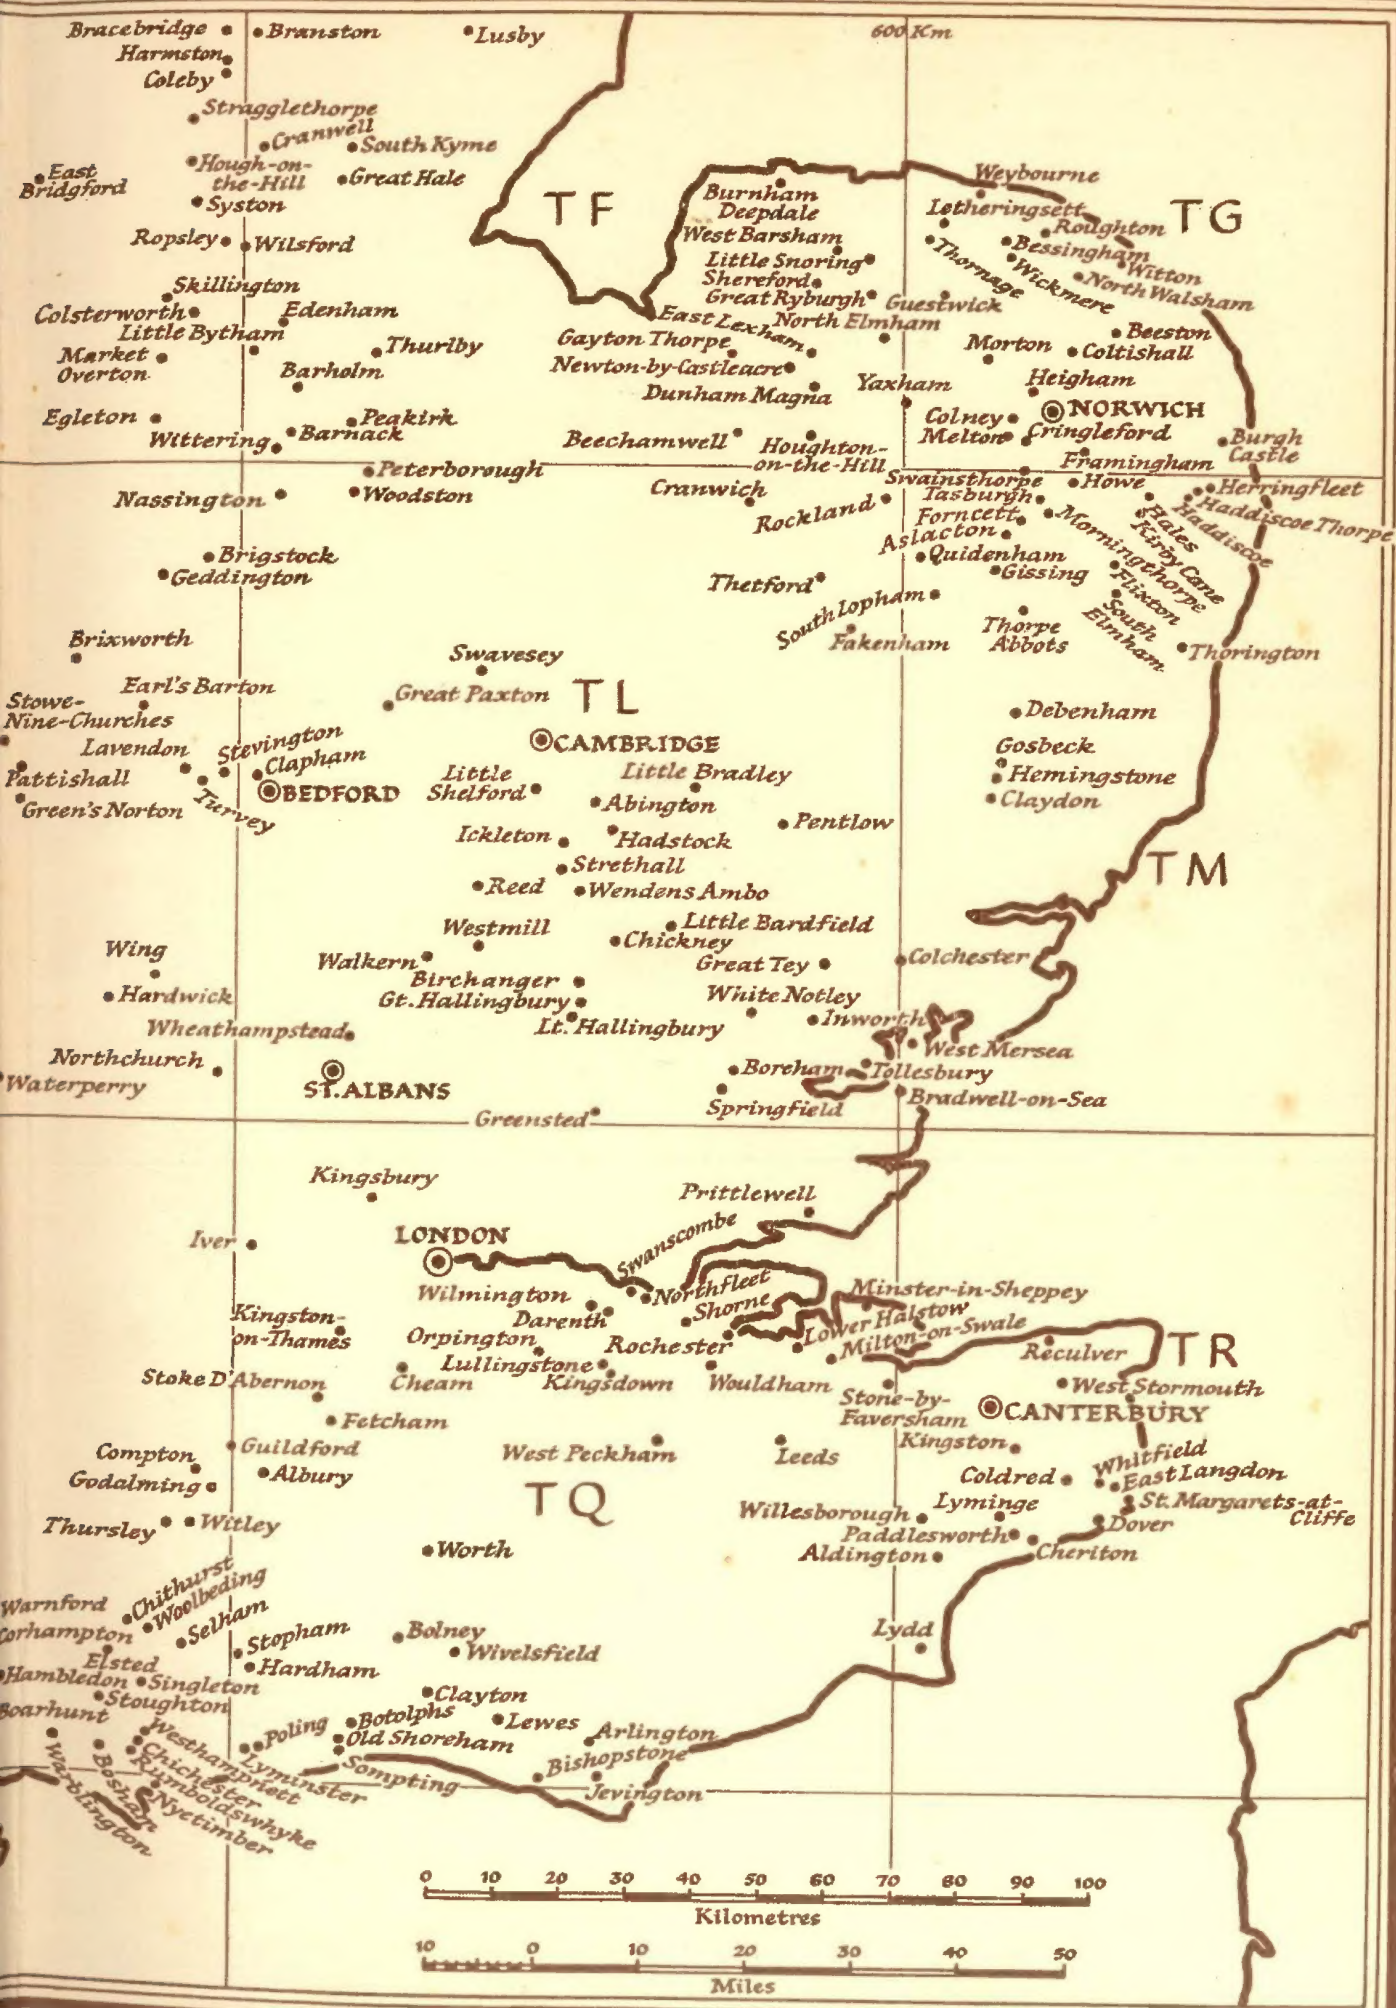 Bracebridge
Branston
Lusby
600 Km
Harmston
Coleby
Stragglethorpe
Cranwell
South Kyme
East
Bridgford
Hough-on-
the-Hill
Great Hale
Syston
Ropsley
Wilsford
TF
Burnham
Deepdale
Weybourne
Letheringsett
Roughton
TG
West Barsham
Bessingham
Witton
Little Snoring
Thornage
Wickmere
North Walsham
Shereford
Great Ryburgh
Guestwick
Skillington
Colsterworth
Edenham
Little Bytham
East Lexham
North Elmham
Beeston
Market
Overton
Thurlby
Gayton Thorpe
Morton
Coltishall
Barholm
Newton-by-Castleacre
Dunham Magna
Yaxham
Heigham
Egleton
Peakirk
Colney
NORWICH
Wittering
Barnack
Beechamwell
Houghton-
on-the-Hill
Melton
Cringleford
Burgh
Castle
Framingham
Peterborough
Nassington
Woodston
Cranwich
Rockland
Swainsthorpe
Howe
Herringfleet
Tasburgh
Haddiscoe Thorpe
Haddiscoe
Forncett
Hales
Aslacton
Morningthorpe
Kirby Cane
Brigstock
Geddington
Quidenham
Gissing
Flixton
Thetford
South Lopham
South
Elmham
Brixworth
Fakenham
Thorpe
Abbots
Thorington
Swavesey
Earl's Barton
Great Paxton
TL
Stowe-
Nine-Churches
Debenham
Lavendon
Stevington
Clapham
CAMBRIDGE
Gosbeck
Pattishall
Little
Shelford
Little Bradley
Hemingstone
Green's Norton
Turvey
BEDFORD
Abington
Claydon
Ickleton
Hadstock
Pentlow
Strethall
TM
Reed
Wendens Ambo
Westmill
Little Bardfield
Chickney
Wing
Walkern
Great Tey
Colchester
Hardwick
Birchanger
Gt. Hallingbury
White Notley
Wheathampstead
Lt. Hallingbury
Inworth
Northchurch
West Mersea
Waterperry
ST. ALBANS
Boreham
Tollesbury
Springfield
Bradwell-on-Sea
Greensted
Kingsbury
Prittlewell
Iver
LONDON
Swanscombe
Wilmington
Northfleet
Minster-in-Sheppey
Kingston-
on-Thames
Darenth
Shorne
Lower Halstow
Orpington
Rochester
Milton-on-Swale
Reculver
TR
Stoke D'Abernon
Cheam
Lullingstone
Kingsdown
Wouldham
Stone-by-
Faversham
West Stormouth
Fetcham
CANTERBURY
Compton
Guildford
West Peckham
Leeds
Kingston
Whitfield
Godalming
Albury
TQ
Coldred
East Langdon
Thursley
Witley
Willesborough
Lyminge
St. Margarets-at-
Cliffe
Paddlesworth
Dover
Worth
Aldington
Cheriton
Warnford
Chithurst
Woolbeding
Corhampton
Selham
Stopham
Bolney
Lydd
Elsted
Hardham
Wivelsfield
Hambledon
Singleton
Stoughton
Clayton
Boarhunt
Poling
Botolphs
Lewes
Arlington
Westhampnett
Old Shoreham
Warblington
Bosham
Chichester
Lyminster
Sompting
Bishopstone
Rumboldswhyke
Jevington
Nyetimber
0 10 20 30 40 50 60 70 80 90 100
Kilometres
10 0 10 20 30 40 50
Miles